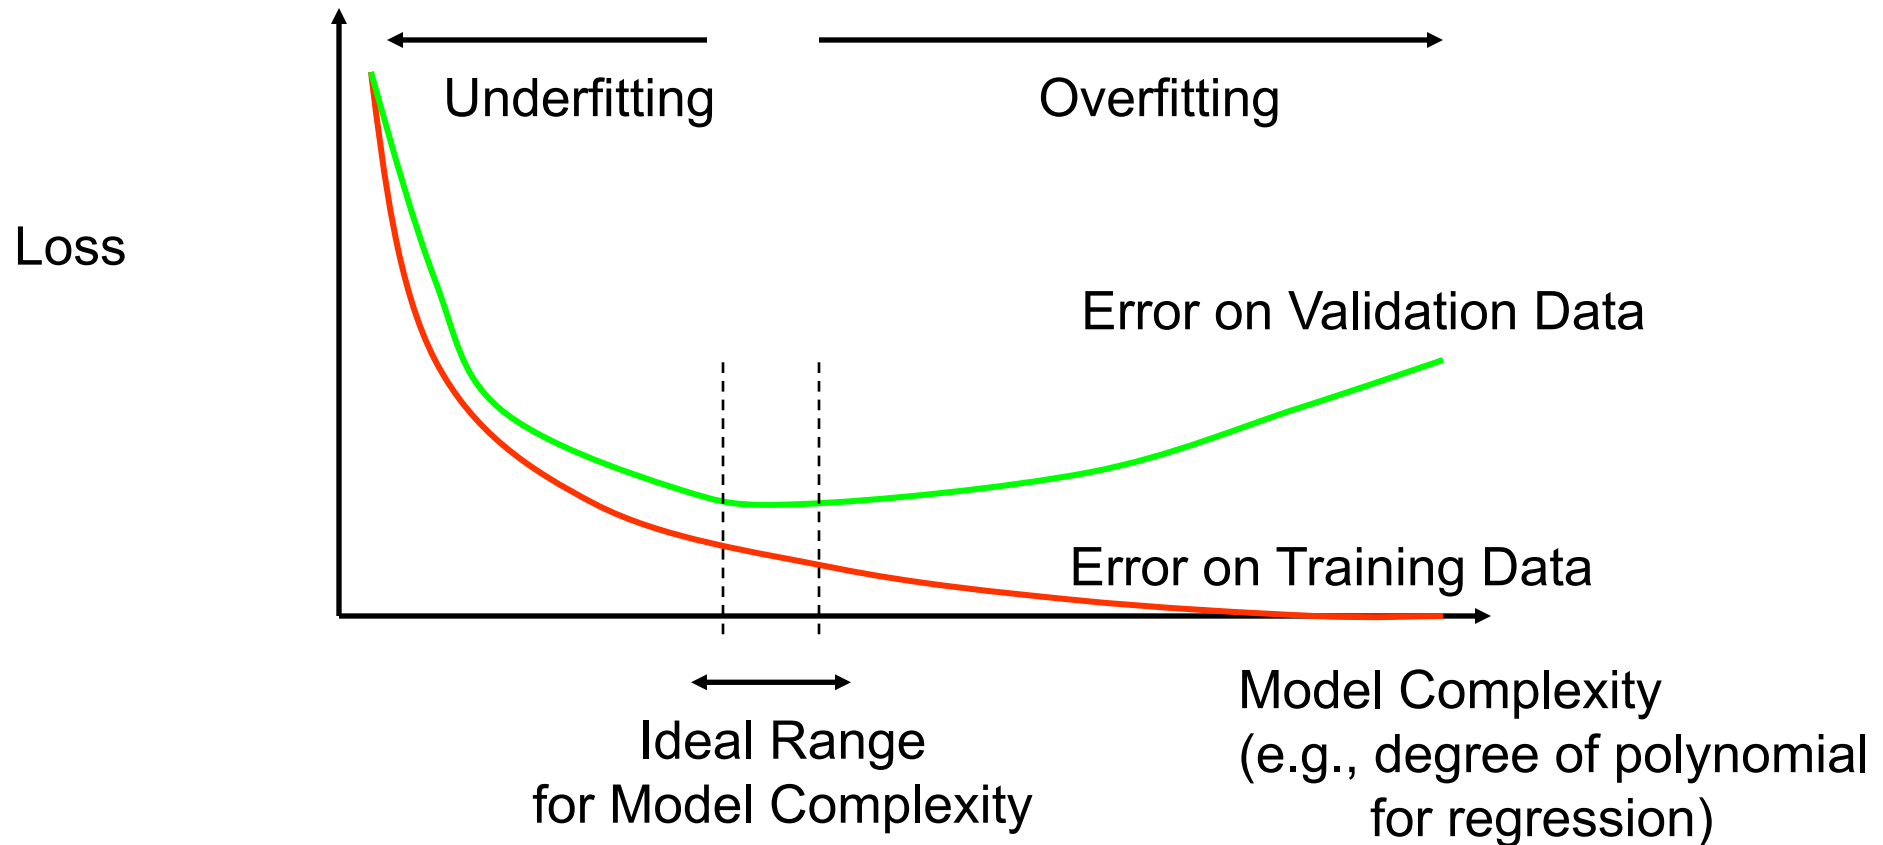 Underfitting
Overfitting
Loss
Error on Validation Data
Error on Training Data
Ideal Range
for Model Complexity
Model Complexity
(e.g., degree of polynomial
for regression)